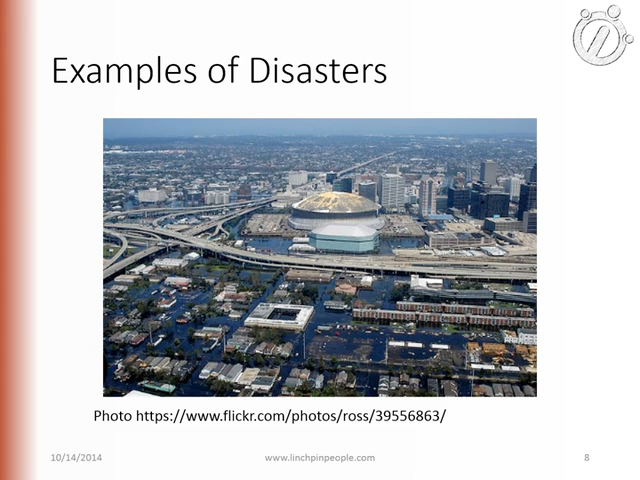 Examples of Disasters
Photo https://www.flickr.com/photos/ross/39556863/
10/14/2014
www.linchpinpeople.com
8